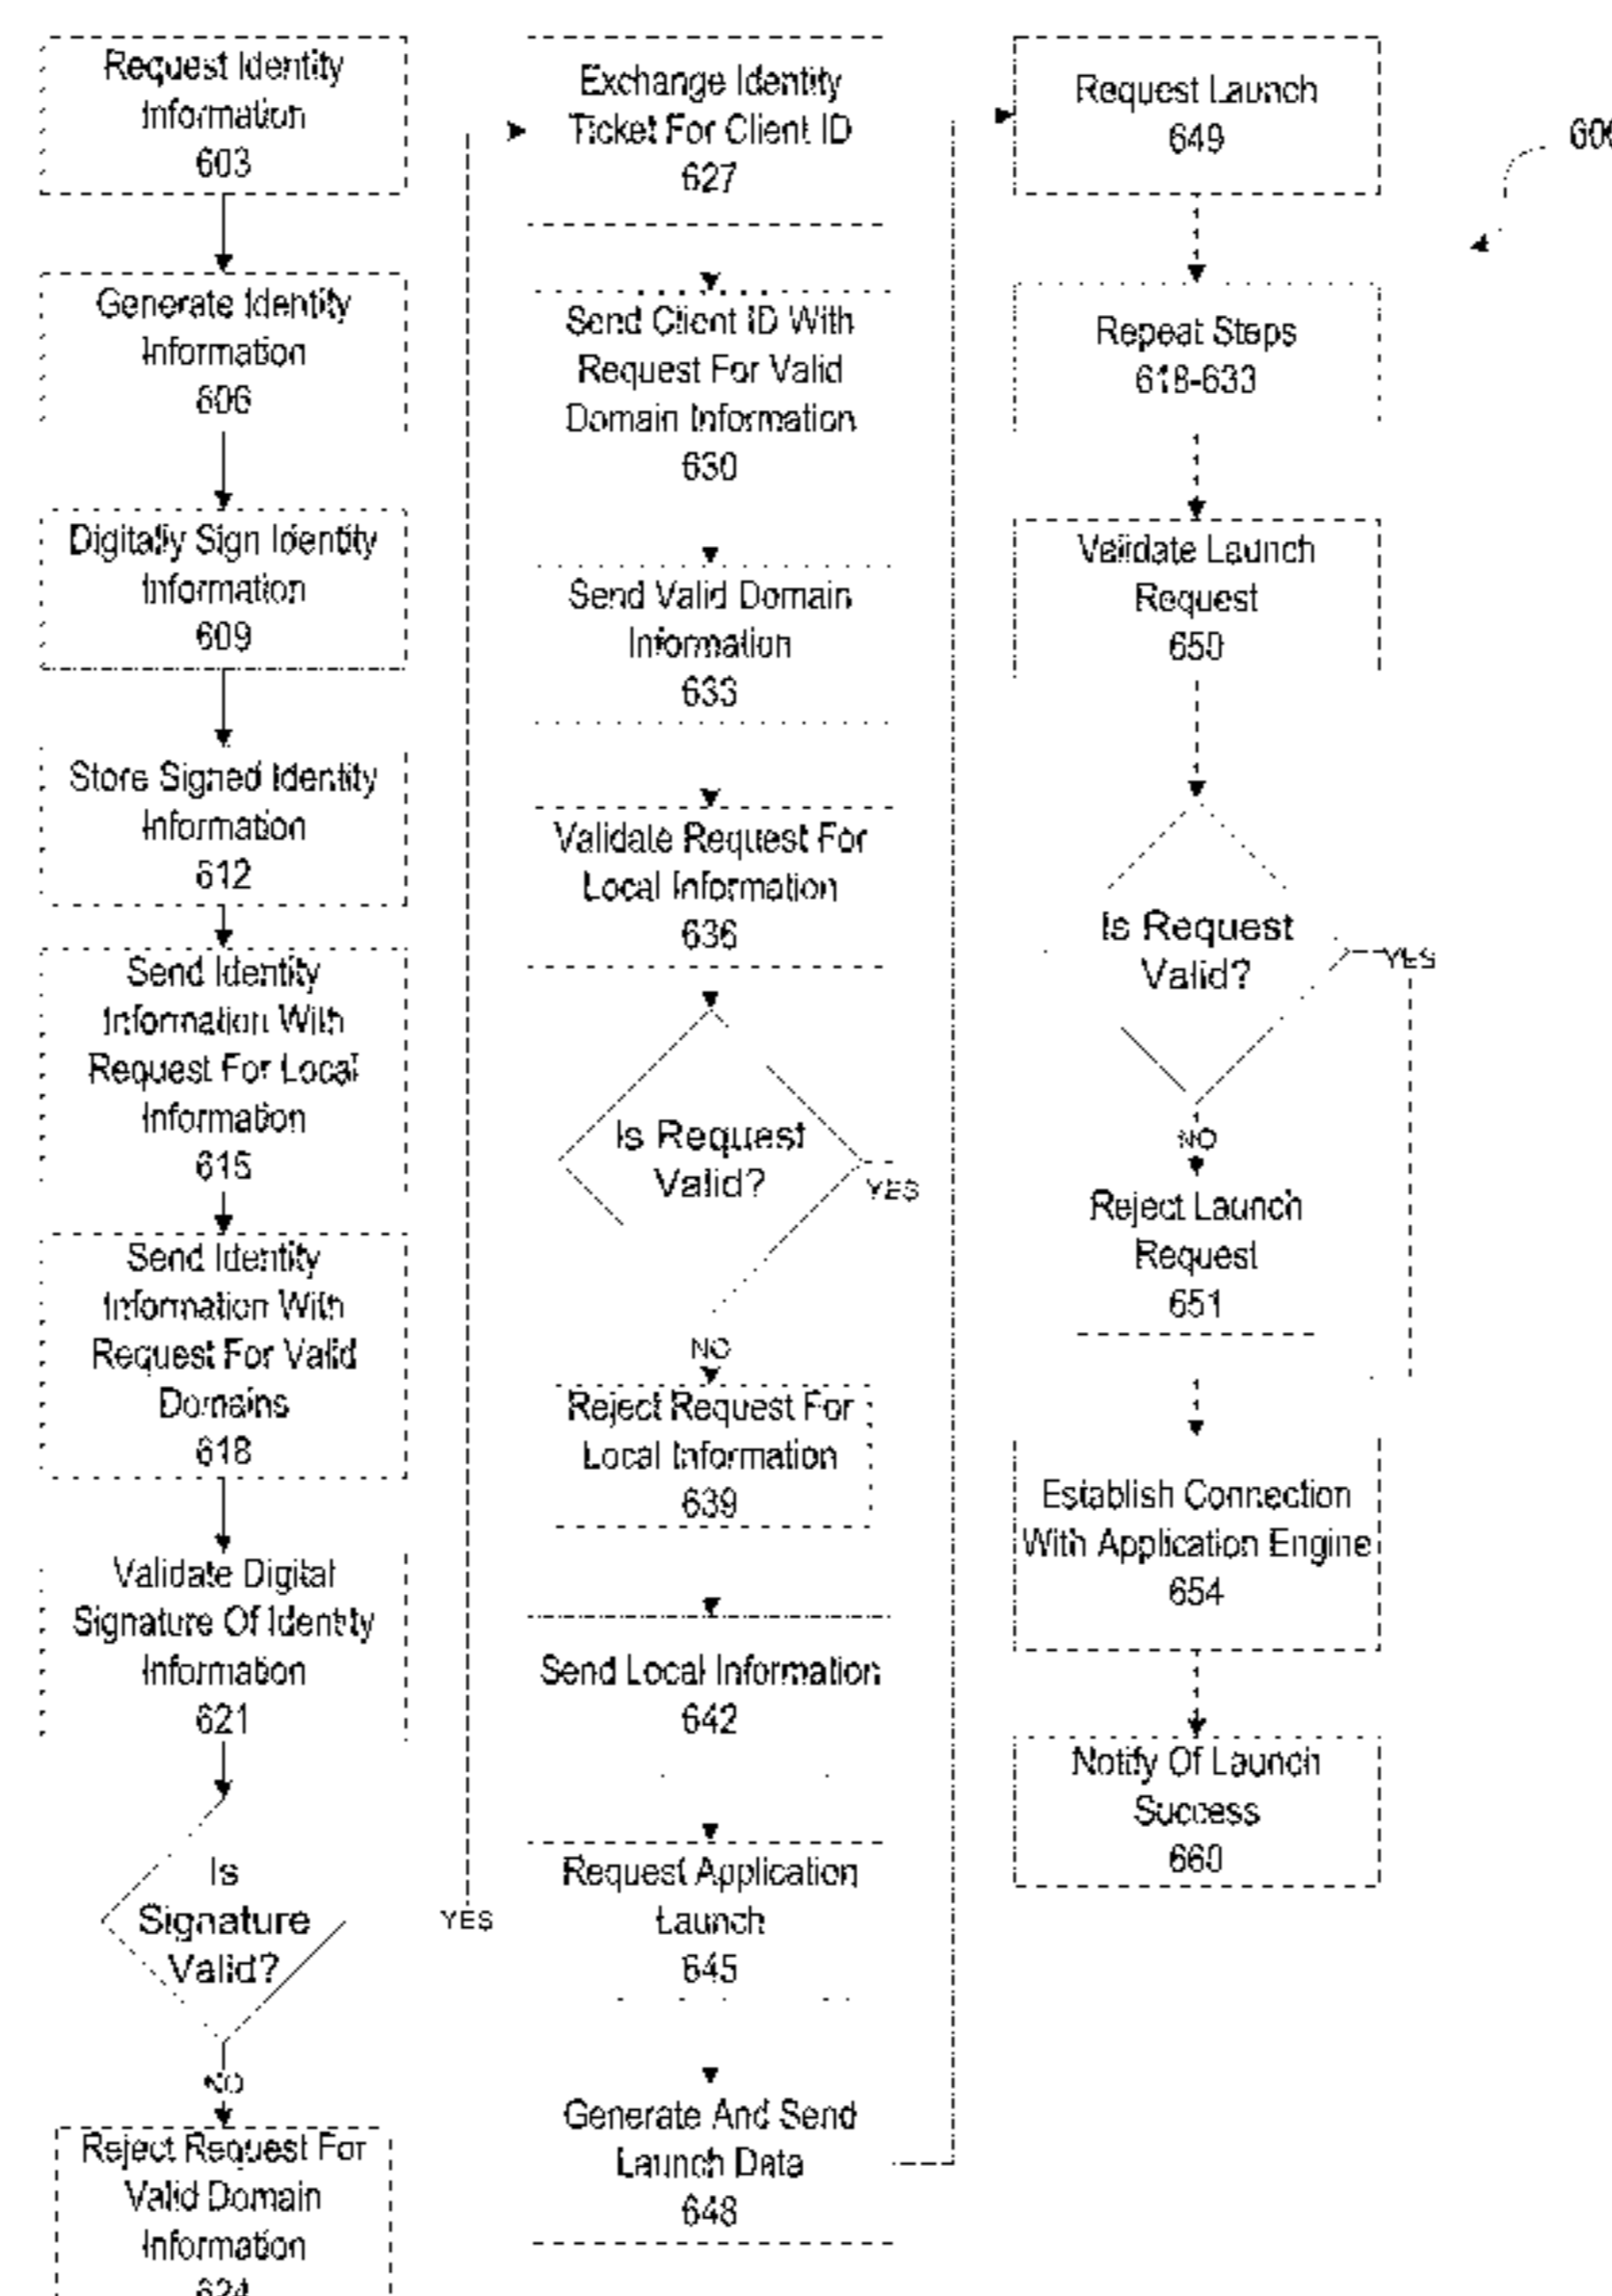 Request Identity
Information
603
Generate Identity
Information
606
Digitally Sign Identity
Information
609
Store Signed Identity
Information
612
Send Identity
Information With
Request For Local
Information
615
Send Identity
Information With
Request For Valid
Domains
618
Validate Digital
Signature Of Identity
Information
621
Is
Signature
Valid?
YES
NO
Reject Request For
Valid Domain
Information
624
Exchange Identity
Ticket For Client ID
627
Send Client ID With
Request For Valid
Domain Information
630
Send Valid Domain
Information
633
Validate Request For
Local Information
636
Is Request
Valid?
YES
NO
Reject Request For
Local Information
639
Send Local Information
642
Request Application
Launch
645
Generate And Send
Launch Data
648
Request Launch
649
Repeat Steps
618-633
Validate Launch
Request
650
Is Request
Valid?
YES
NO
Reject Launch
Request
651
Establish Connection
With Application Engine
654
Notify Of Launch
Success
660